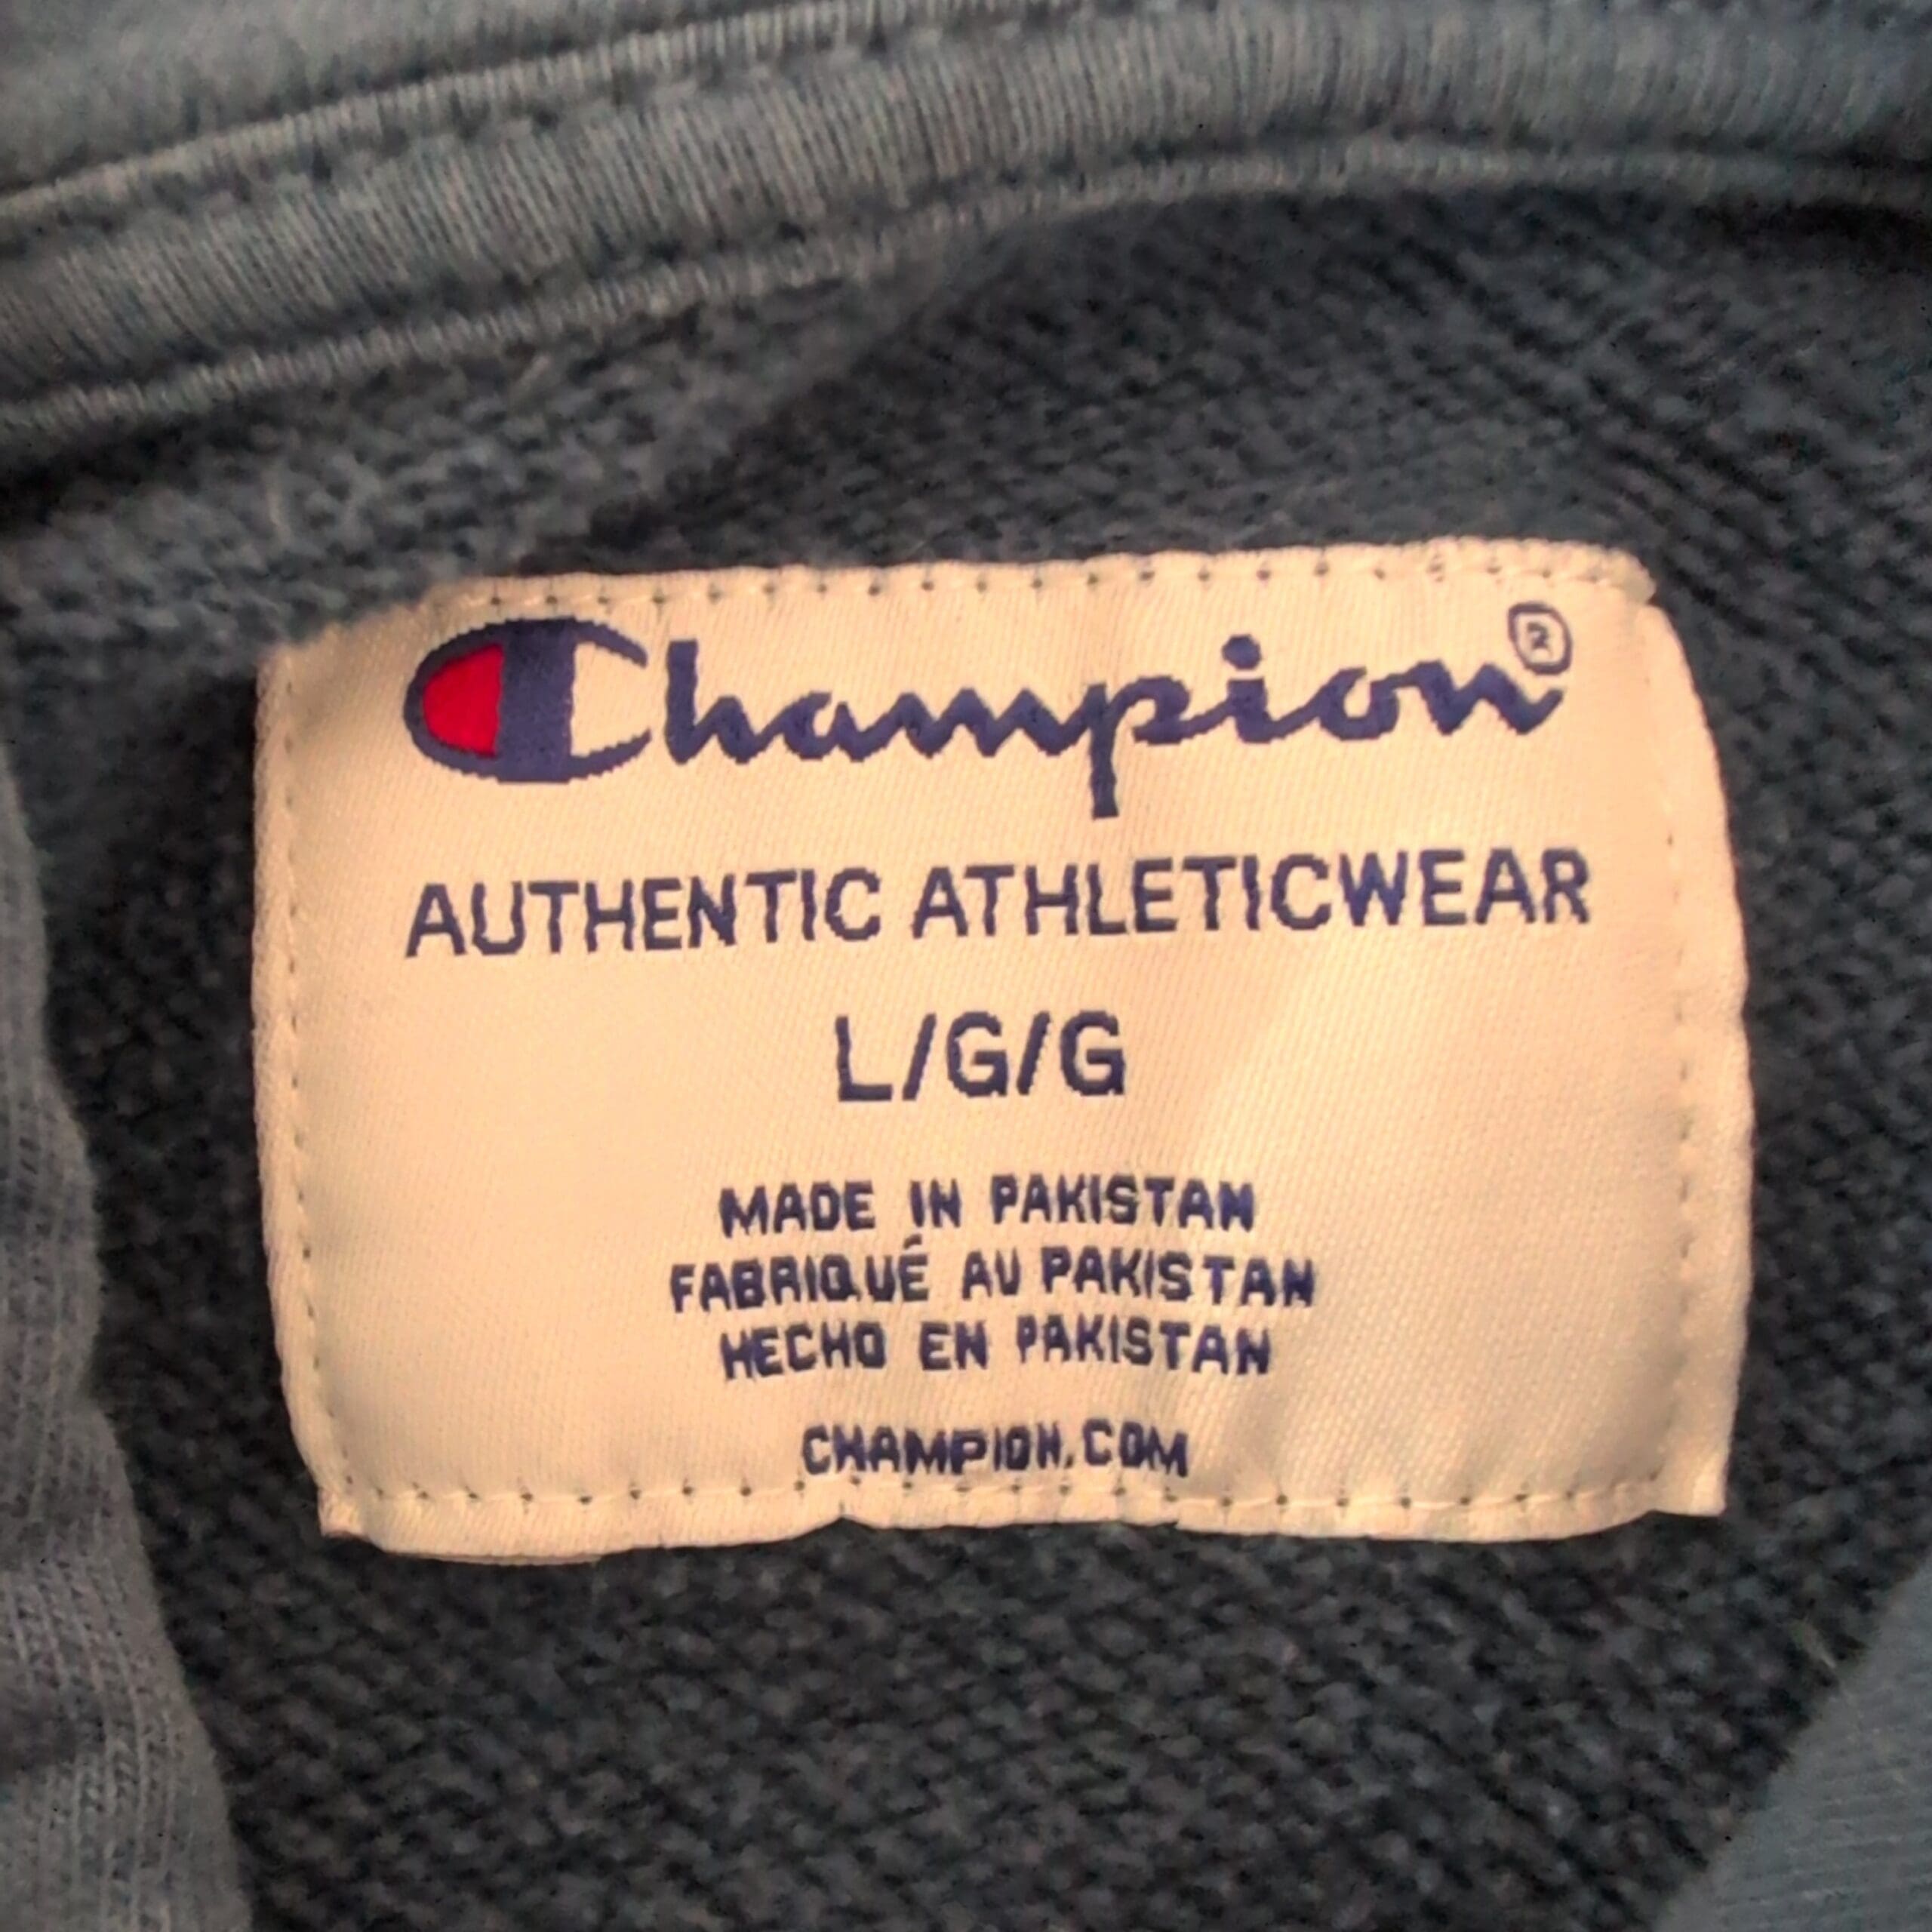 Champion®
AUTHENTIC ATHLETICWEAR
L/G/G
MADE IN PAKISTAN
FABRIQUÉ AU PAKISTAN
HECHO EN PAKISTAN
CHAMPION.COM